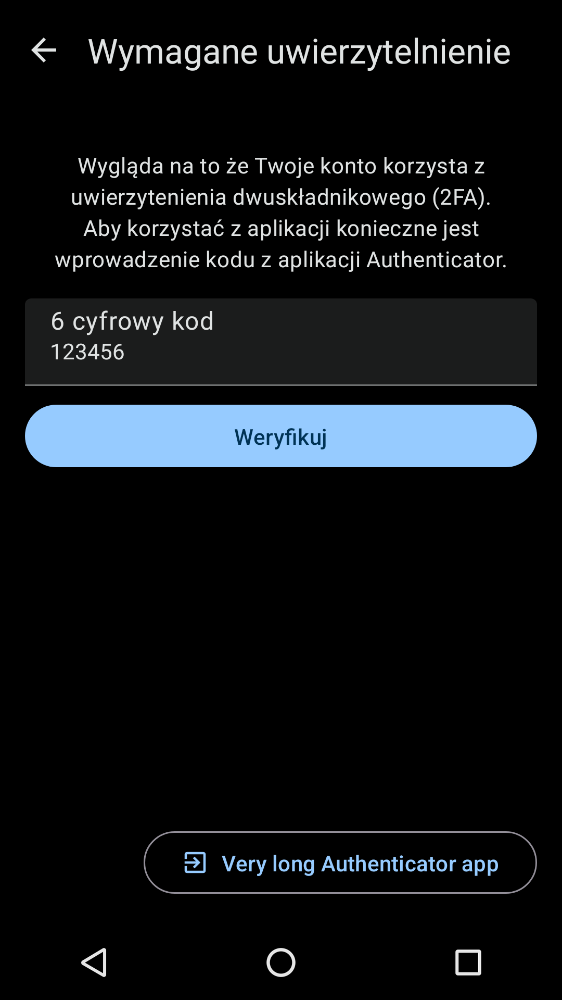 Wymagane uwierzytelnienie
Wygląda na to że Twoje konto korzysta z
uwierzytenienia dwuskładnikowego (2FA).
Aby korzystać z aplikacji konieczne jest
wprowadzenie kodu z aplikacji Authenticator.
6 cyfrowy kod
123456
Weryfikuj
Very long Authenticator app